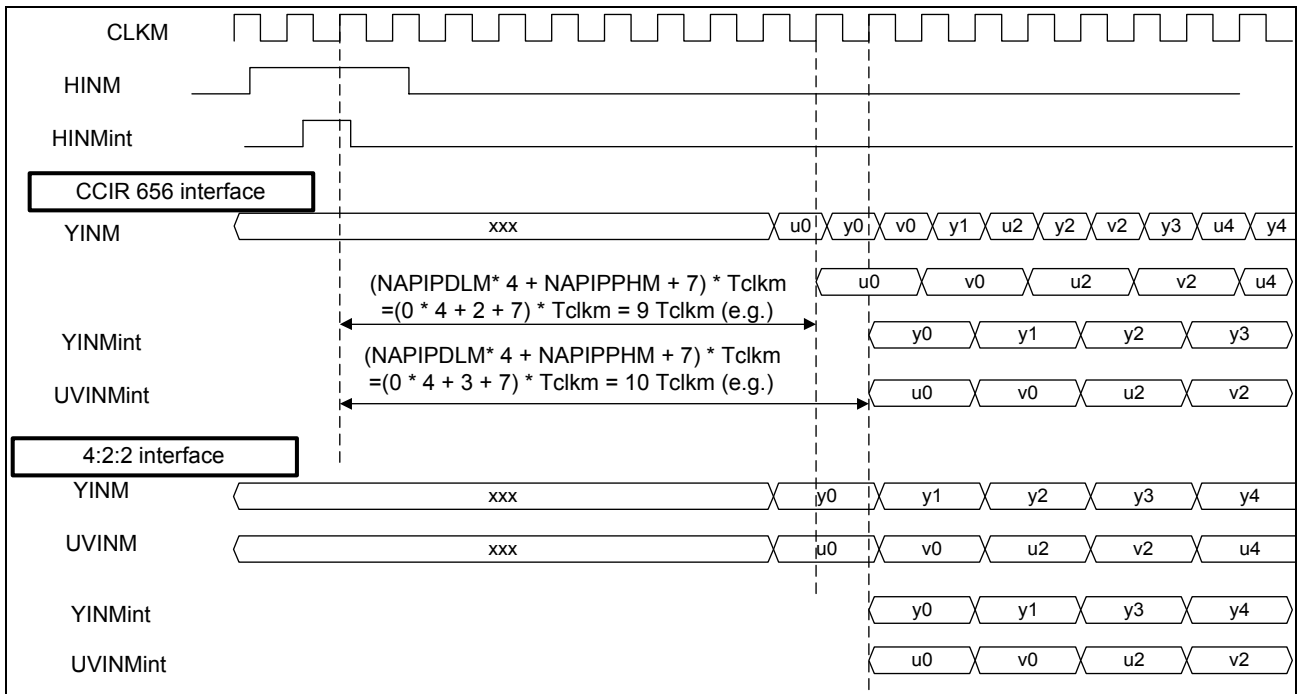 CLKM
HINM
HINMint
CCIR 656 interface
YINM xxx u0 y0 v0 y1 u2 y2 v2 y3 u4 y4
(NAPIPDLM* 4 + NAPIPPHM + 7) * Tclkm u0 v0 u2 v2 u4
=(0 * 4 + 2 + 7) * Tclkm = 9 Tclkm (e.g.)
YINMint y0 y1 y2 y3
(NAPIPDLM* 4 + NAPIPPHM + 7) * Tclkm
=(0 * 4 + 3 + 7) * Tclkm = 10 Tclkm (e.g.)
UVINMint u0 v0 u2 v2
4:2:2 interface
YINM xxx y0 y1 y2 y3 y4
UVINM xxx u0 v0 u2 v2 u4
YINMint y0 y1 y3 y4
UVINMint u0 v0 u2 v2